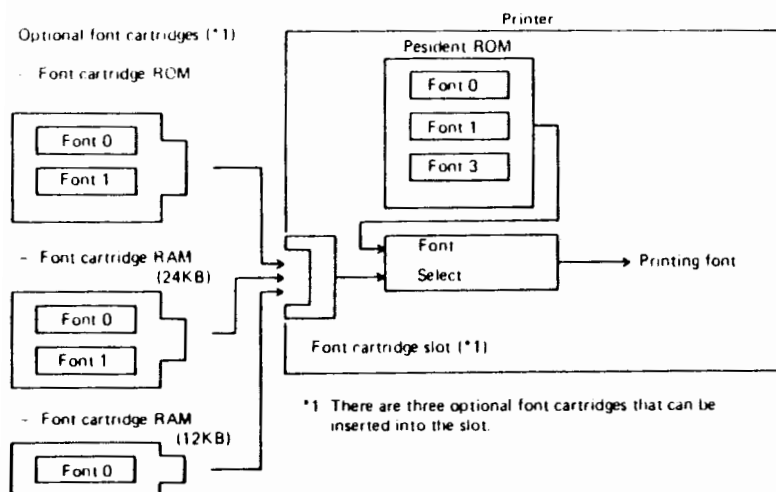 Printer
Optional font cartridges (*1)
- Font cartridge ROM
Font 0
Font 1
- Font cartridge RAM
(24KB)
Font 0
Font 1
- Font cartridge RAM
(12KB)
Font 0
Pesident ROM
Font 0
Font 1
Font 3
Font
Select
Printing font
Font cartridge slot (*1)
*1 There are three optional font cartridges that can be
inserted into the slot.